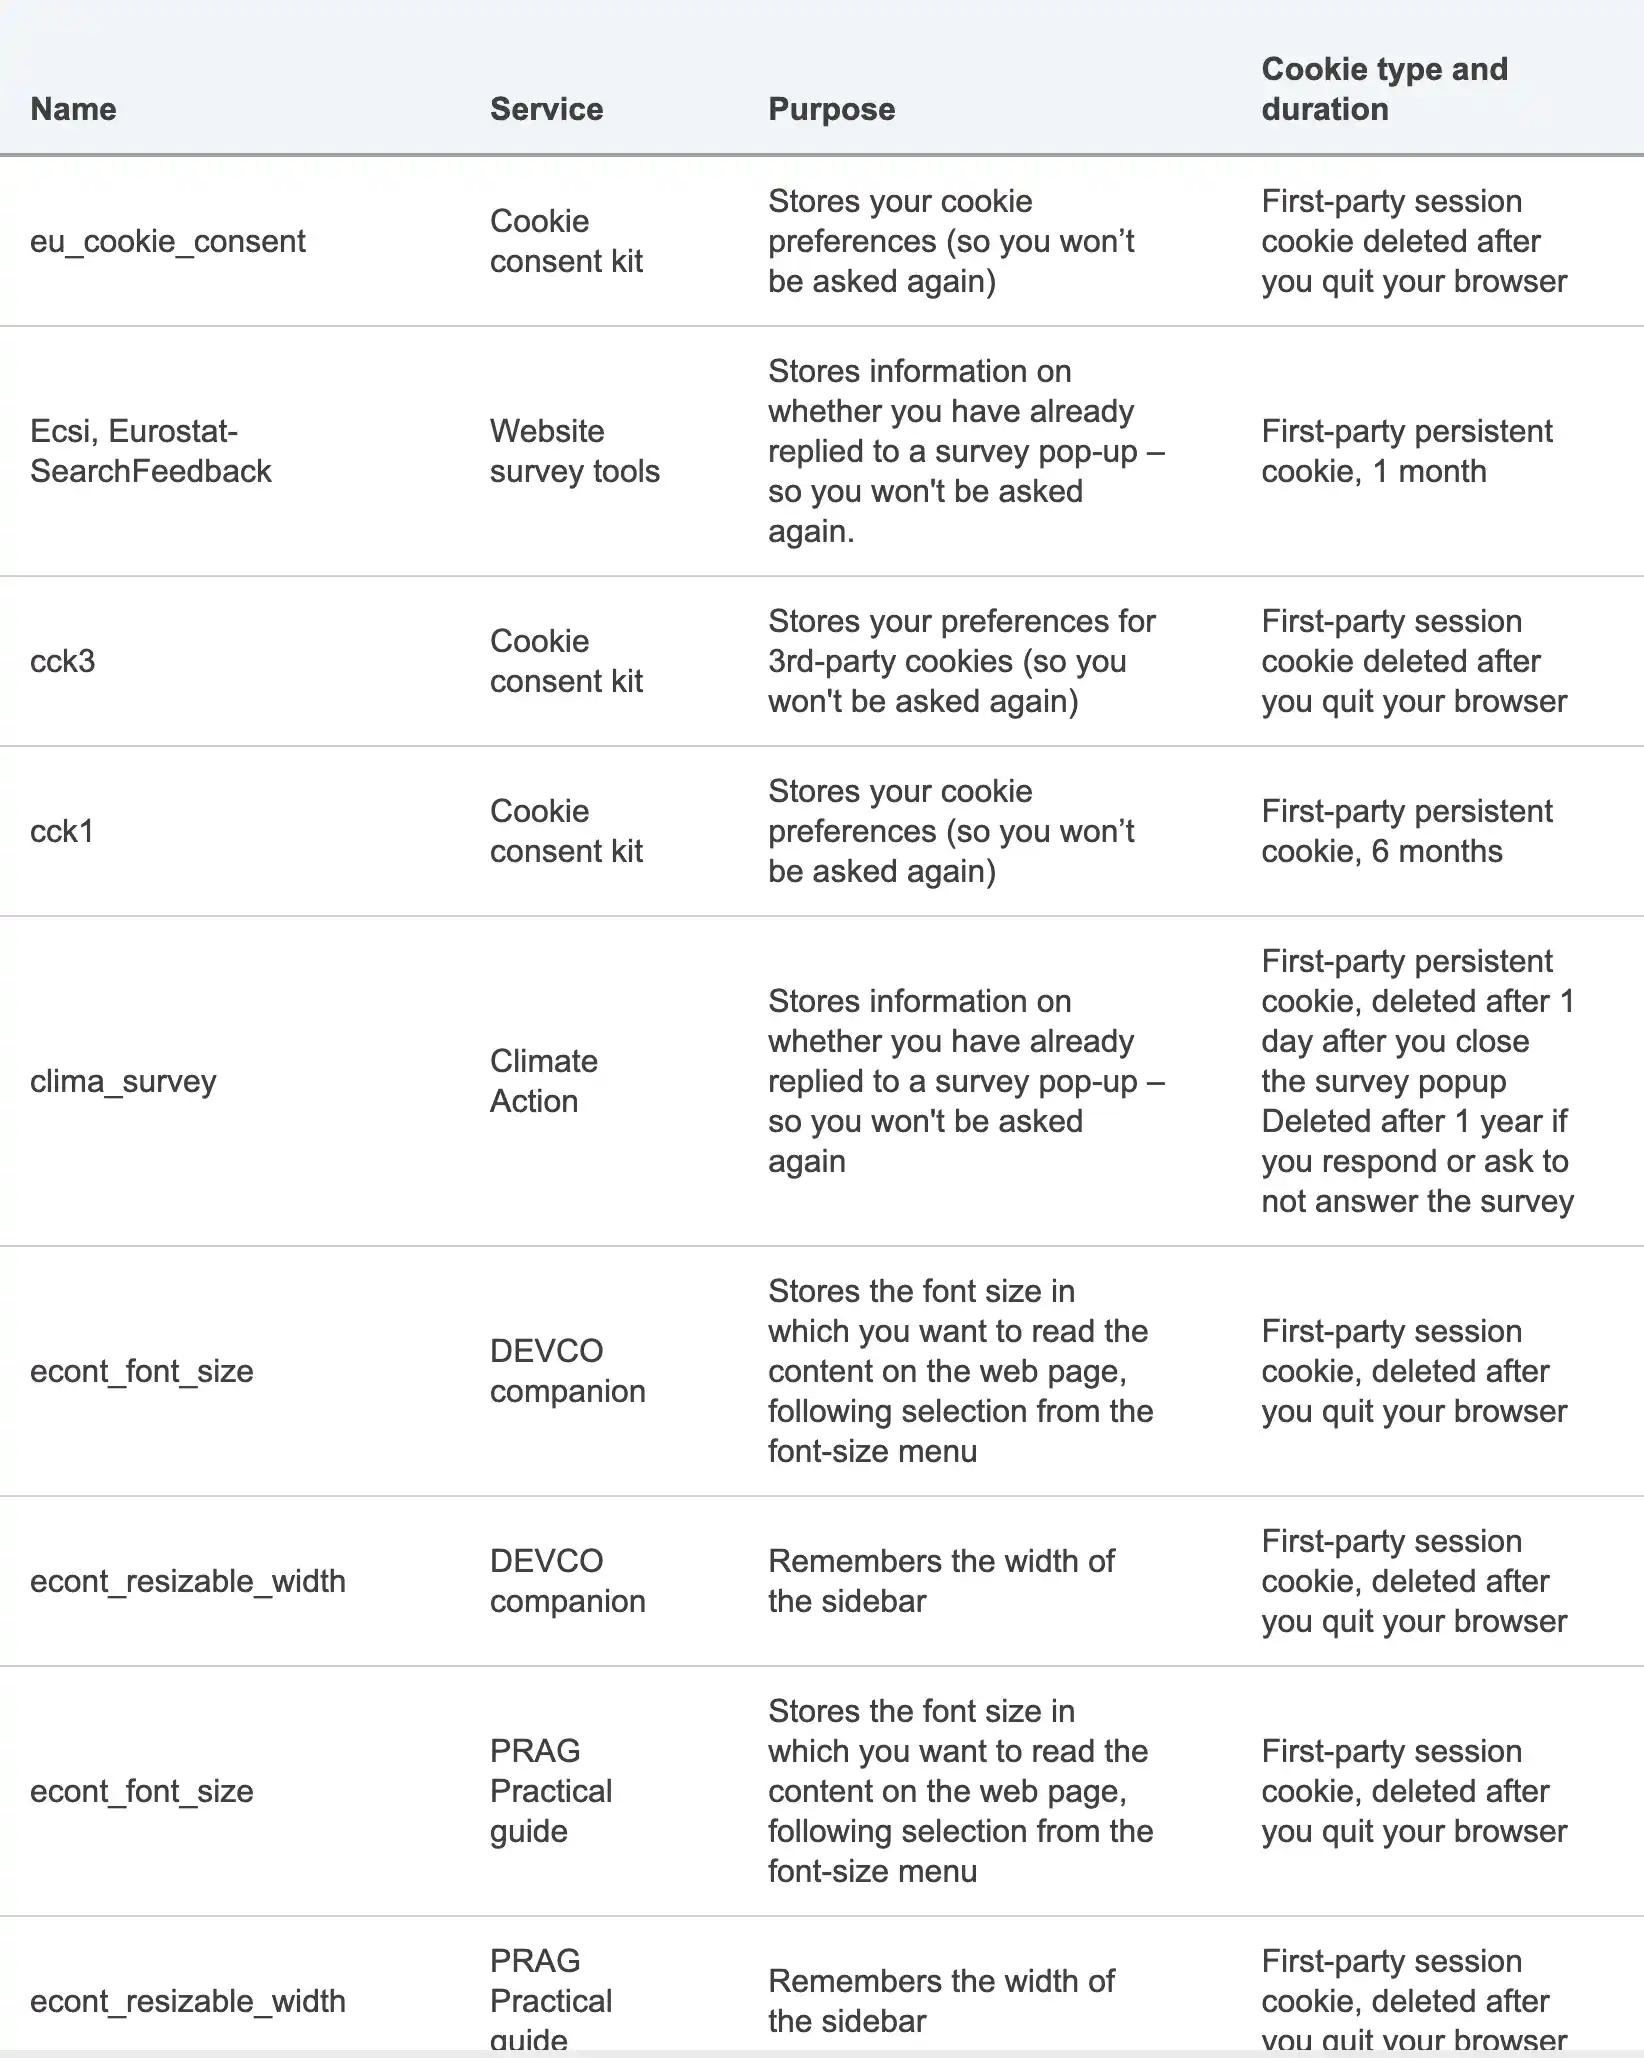 Name
Service
Purpose
Cookie type and
duration
eu_cookie_consent
Cookie
consent kit
Stores your cookie
preferences (so you won’t
be asked again)
First-party session
cookie deleted after
you quit your browser
Ecsi, Eurostat-
SearchFeedback
Website
survey tools
Stores information on
whether you have already
replied to a survey pop-up –
so you won't be asked
again.
First-party persistent
cookie, 1 month
cck3
Cookie
consent kit
Stores your preferences for
3rd-party cookies (so you
won't be asked again)
First-party session
cookie deleted after
you quit your browser
cck1
Cookie
consent kit
Stores your cookie
preferences (so you won’t
be asked again)
First-party persistent
cookie, 6 months
clima_survey
Climate
Action
Stores information on
whether you have already
replied to a survey pop-up –
so you won't be asked
again
First-party persistent
cookie, deleted after 1
day after you close
the survey popup
Deleted after 1 year if
you respond or ask to
not answer the survey
econt_font_size
DEVCO
companion
Stores the font size in
which you want to read the
content on the web page,
following selection from the
font-size menu
First-party session
cookie, deleted after
you quit your browser
econt_resizable_width
DEVCO
companion
Remembers the width of
the sidebar
First-party session
cookie, deleted after
you quit your browser
econt_font_size
PRAG
Practical
guide
Stores the font size in
which you want to read the
content on the web page,
following selection from the
font-size menu
First-party session
cookie, deleted after
you quit your browser
econt_resizable_width
PRAG
Practical
guide
Remembers the width of
the sidebar
First-party session
cookie, deleted after
you quit your browser